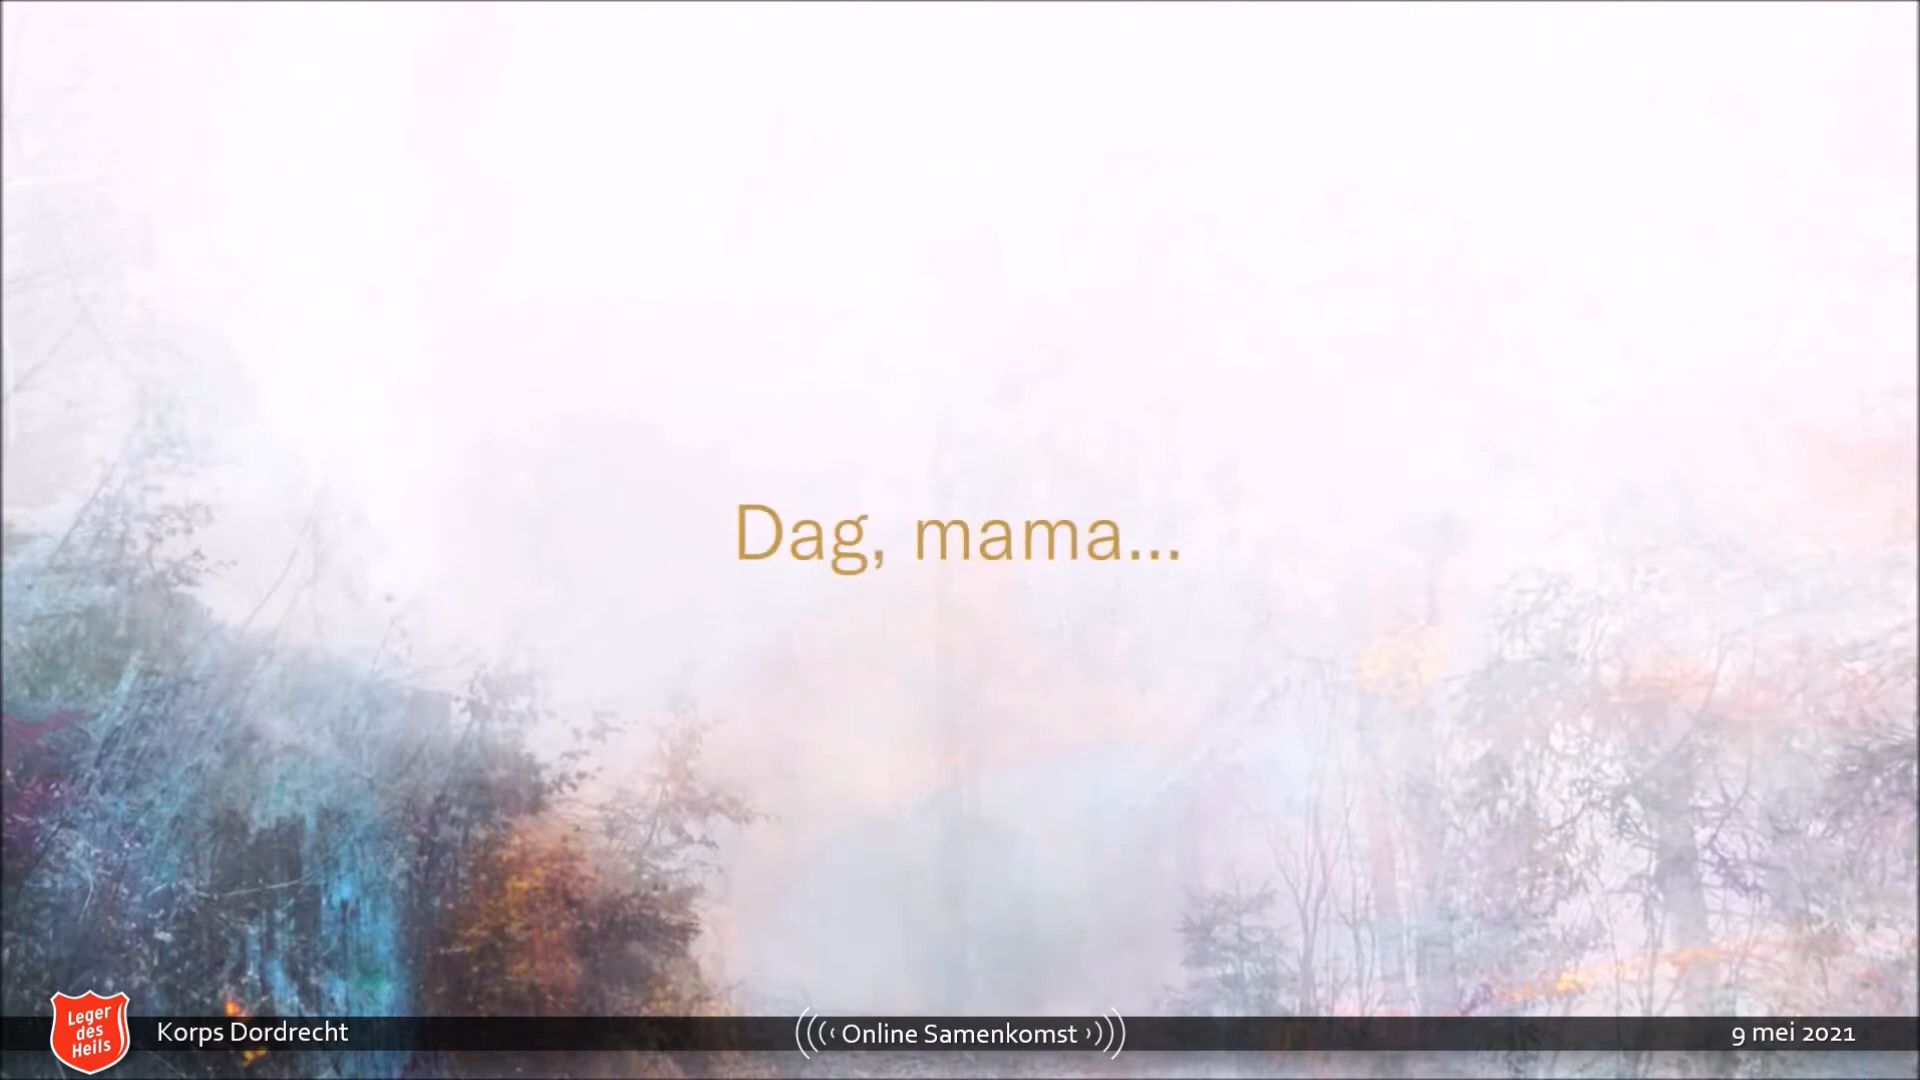 Dag, mama...
Leger
des
Heils
Korps Dordrecht
Online Samenkomst
9 mei 2021